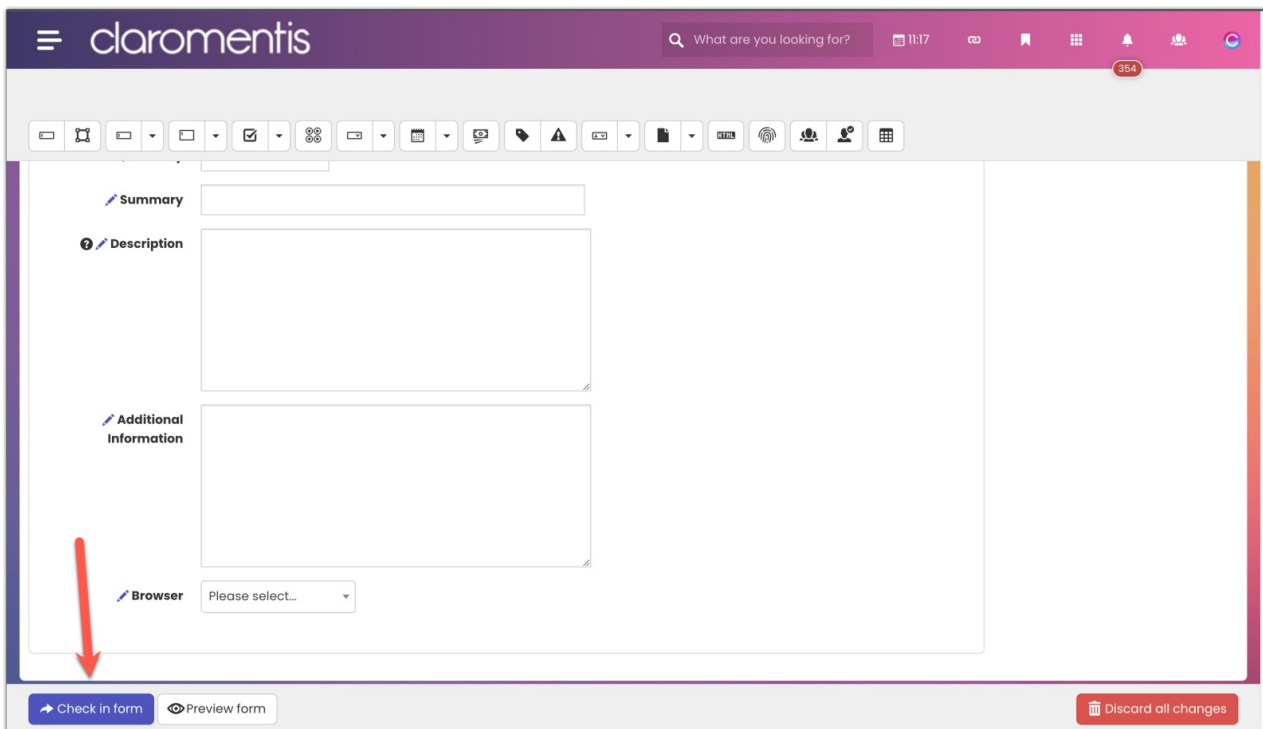 claromentis
What are you looking for?
11:17
354
HTML
Summary
Description
Additional
Information
Browser
Please select...
Check in form
Preview form
Discard all changes